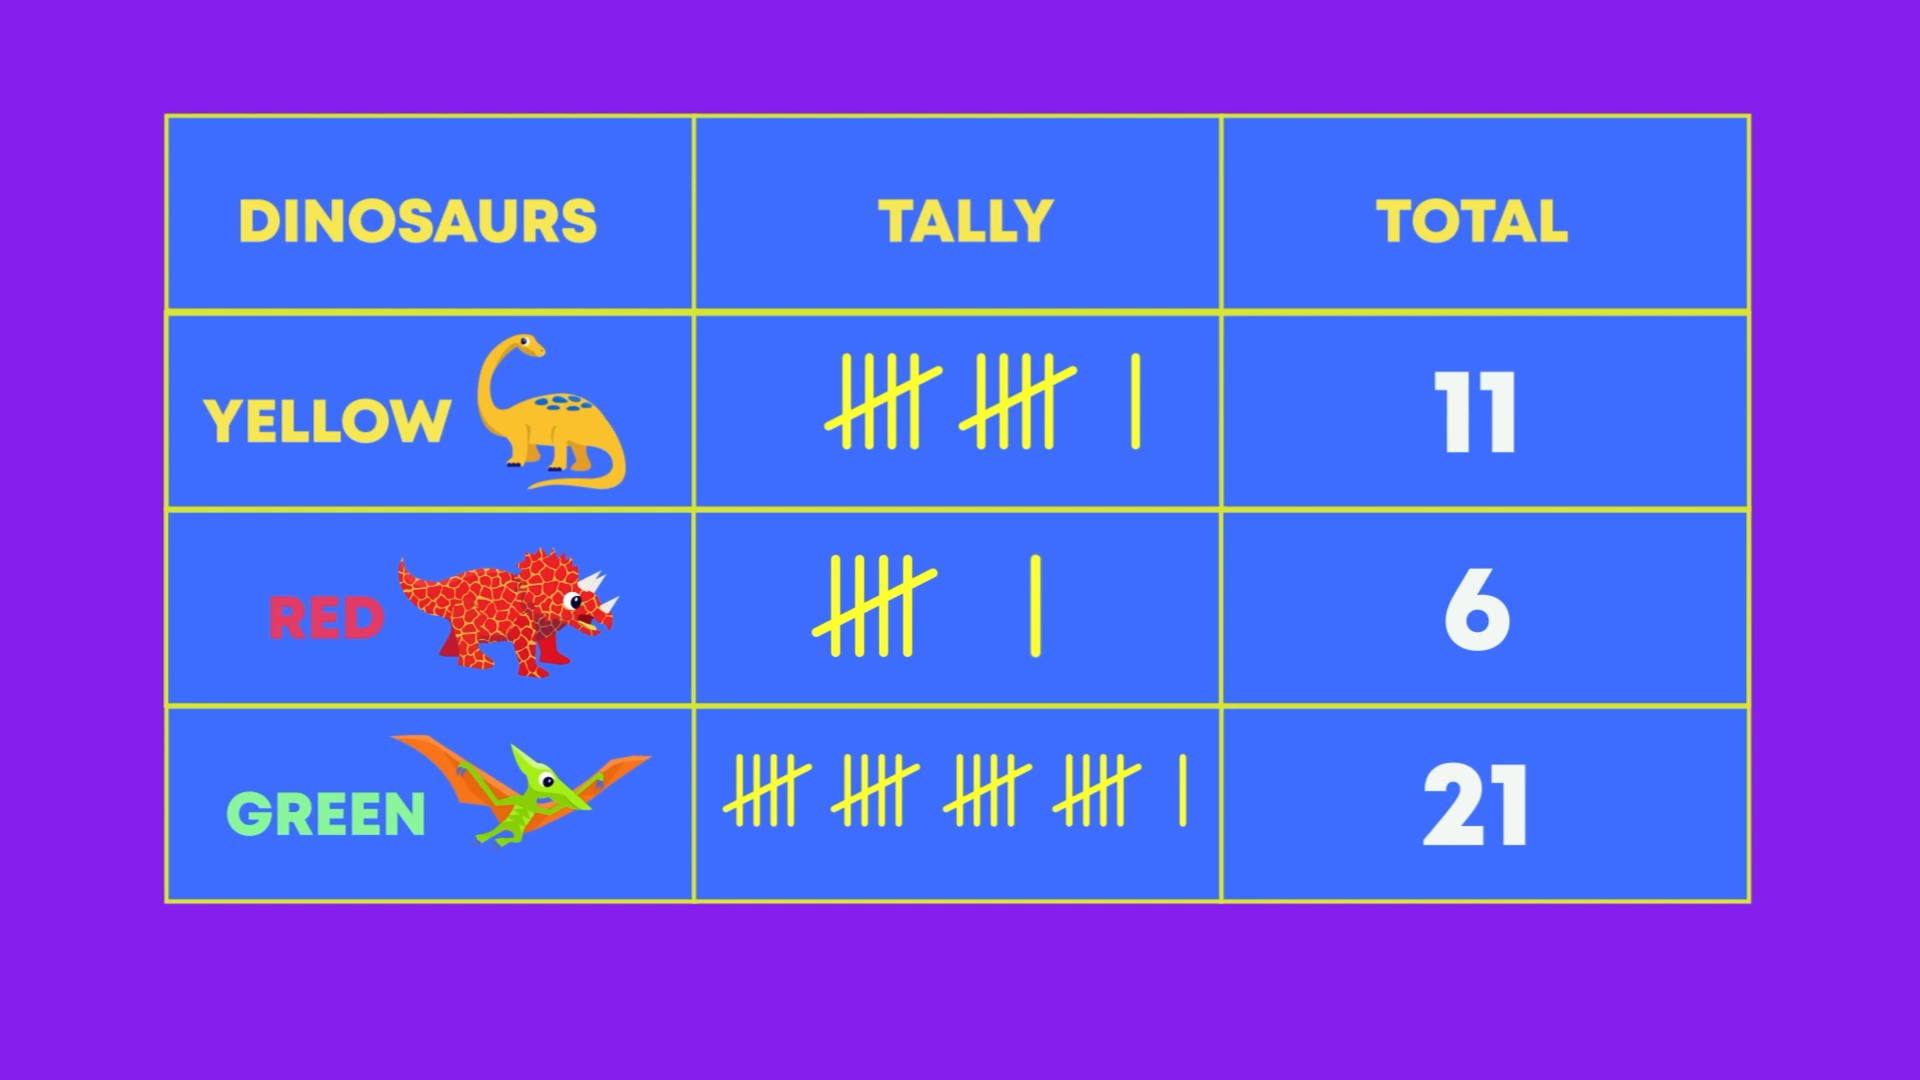 DINOSAURS TALLY TOTAL
YELLOW 11
RED 6
GREEN 21